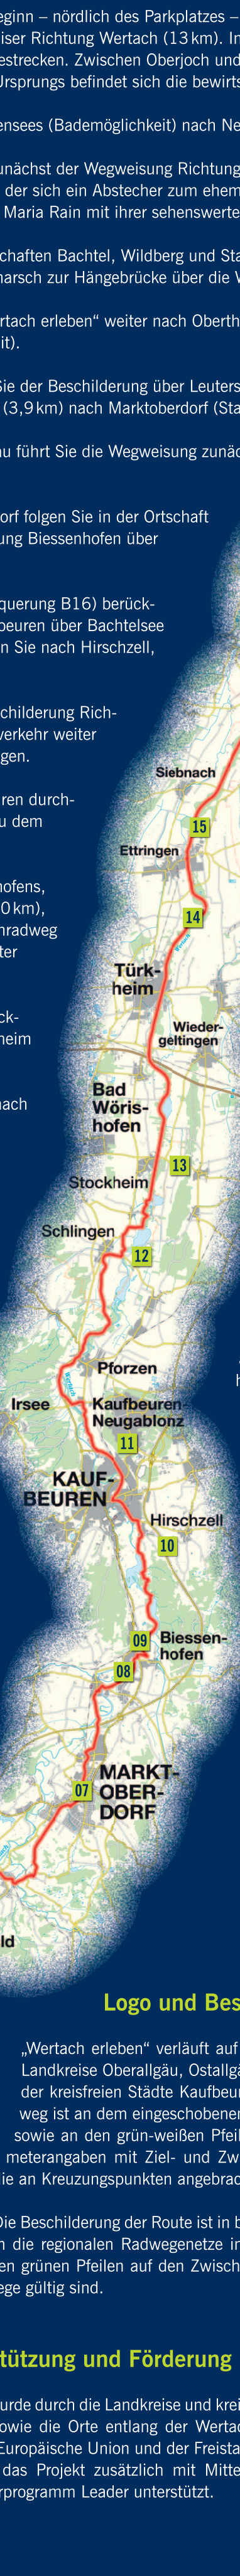 eginn – nördlich des Parkplatzes –
iser Richtung Wertach (13 km). In
estrecken. Zwischen Oberjoch und
Ursprungs befindet sich die bewirts
ensees (Bademöglichkeit) nach Ne
unächst der Wegweisung Richtung
der sich ein Abstecher zum ehem
Maria Rain mit ihrer sehenswerte
chaften Bachtel, Wildberg und Sta
marsch zur Hängebrücke über die W
rtach erleben“ weiter nach Oberth
it).
Sie der Beschilderung über Leuters
(3,9 km) nach Marktoberdorf (Sta
au führt Sie die Wegweisung zunäc
orf folgen Sie in der Ortschaft
ung Biessenhofen über
querung B16) berück-
beuren über Bachtelsee
n Sie nach Hirschzell,
childerung Rich-
verkehr weiter
gen.
ren durch-
u dem
hofens,
0 km),
nradweg
ter
ck-
heim
nach
Siebnach
15
Ettringen
14
Wertach
Türk-
heim
Wieder-
geltingen
Bad
Wöris-
hofen
13
Stockheim
Schlingen
12
Pforzen
Wertach
Irsee
Kaufbeuren-
Neugablonz
11
KAUF-
BEUREN
Hirschzell
10
09
Biessen-
hofen
08
MARKT-
OBER-
DORF
07
ld
h
Logo und Bes
„Wertach erleben“ verläuft auf
Landkreise Oberallgäu, Ostallgä
der kreisfreien Städte Kaufbeur
weg ist an dem eingeschobenen
sowie an den grün-weißen Pfeil
meterangaben mit Ziel- und Zw
die an Kreuzungspunkten angebrac
Die Beschilderung der Route ist in b
n die regionalen Radwegenetze in
en grünen Pfeilen auf den Zwisch
ege gültig sind.
tützung und Förderung
urde durch die Landkreise und krei
owie die Orte entlang der Wertac
Europäische Union und der Freista
das Projekt zusätzlich mit Mitte
rprogramm Leader unterstützt.